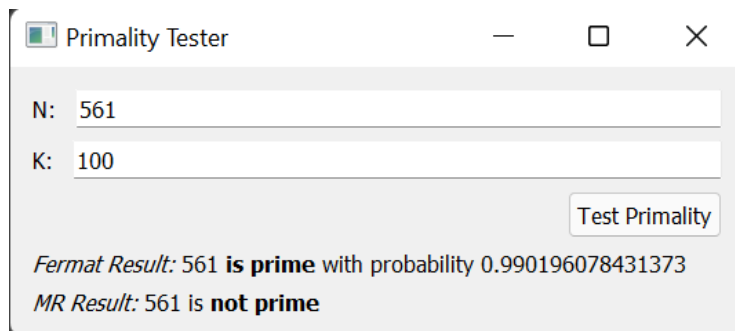 Primality Tester
N: 561
K: 100
Test Primality
Fermat Result: 561 is prime with probability 0.990196078431373
MR Result: 561 is not prime